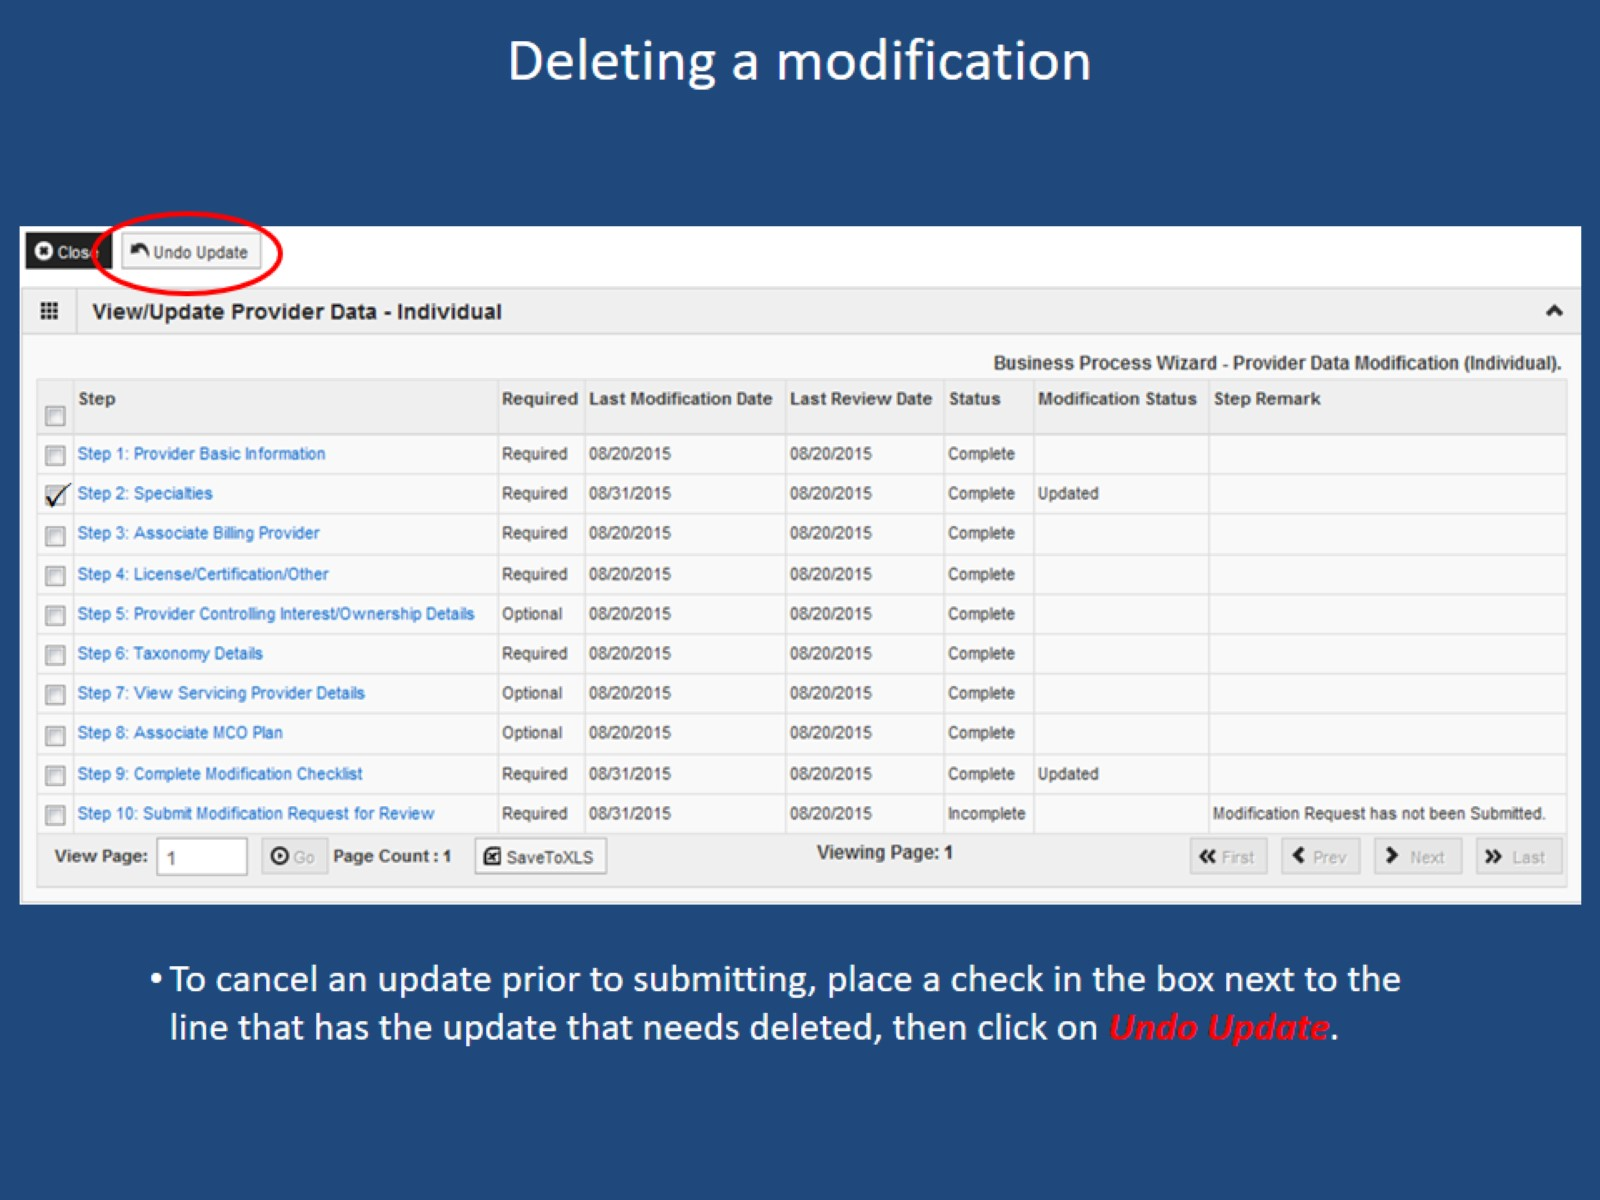 Deleting a modification
Close Undo Update
View/Update Provider Data - Individual
Business Process Wizard - Provider Data Modification (Individual).
Step Required Last Modification Date Last Review Date Status Modification Status Step Remark
Step 1: Provider Basic Information Required 08/20/2015 08/20/2015 Complete
Step 2: Specialties Required 08/31/2015 08/20/2015 Complete Updated
Step 3: Associate Billing Provider Required 08/20/2015 08/20/2015 Complete
Step 4: License/Certification/Other Required 08/20/2015 08/20/2015 Complete
Step 5: Provider Controlling Interest/Ownership Details Optional 08/20/2015 08/20/2015 Complete
Step 6: Taxonomy Details Required 08/20/2015 08/20/2015 Complete
Step 7: View Servicing Provider Details Optional 08/20/2015 08/20/2015 Complete
Step 8: Associate MCO Plan Optional 08/20/2015 08/20/2015 Complete
Step 9: Complete Modification Checklist Required 08/31/2015 08/20/2015 Complete Updated
Step 10: Submit Modification Request for Review Required 08/31/2015 08/20/2015 Incomplete Modification Request has not been Submitted.
View Page: 1 Go Page Count : 1 SaveToXLS Viewing Page: 1 First Prev Next Last
• To cancel an update prior to submitting, place a check in the box next to the
line that has the update that needs deleted, then click on Undo Update.